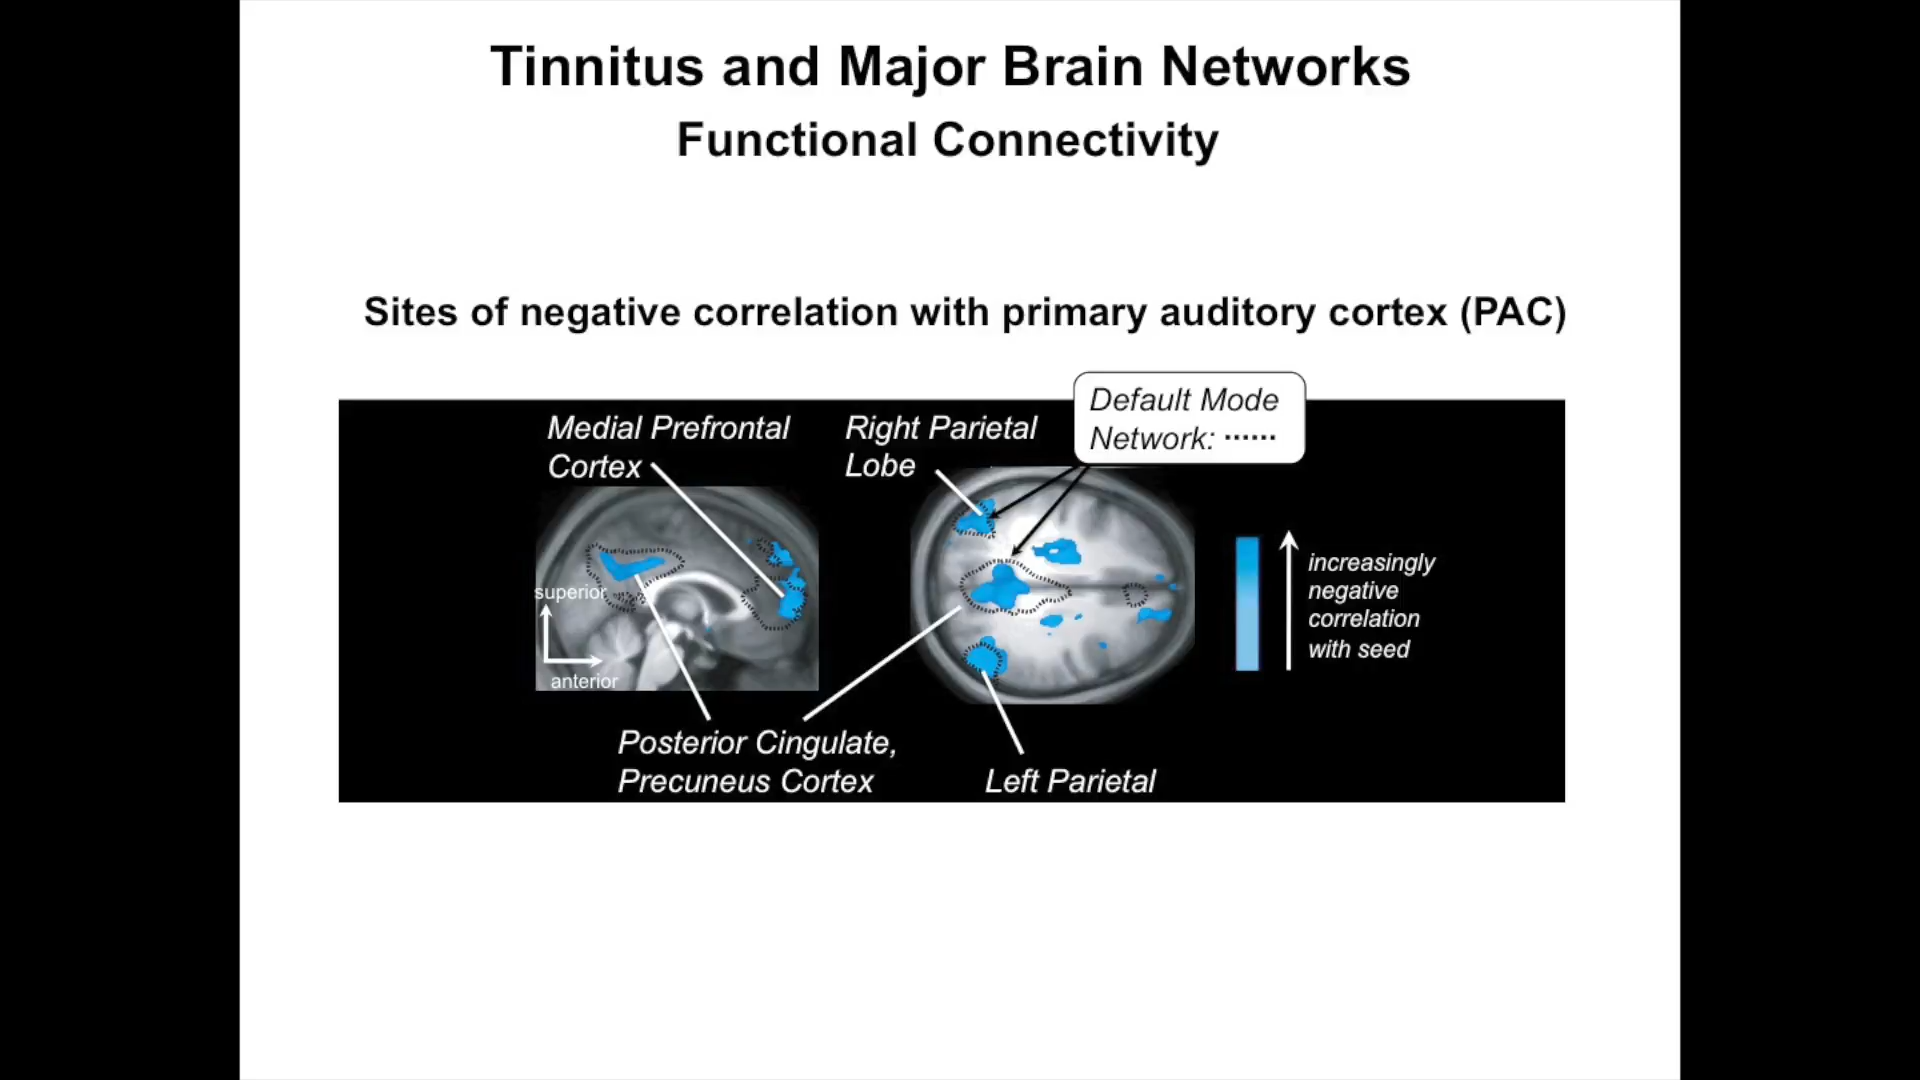 Tinnitus and Major Brain Networks
Functional Connectivity
Sites of negative correlation with primary auditory cortex (PAC)
Medial Prefrontal
Cortex
Right Parietal
Lobe
Default Mode
Network: ······
superior
anterior
increasingly
negative
correlation
with seed
Posterior Cingulate,
Precuneus Cortex
Left Parietal